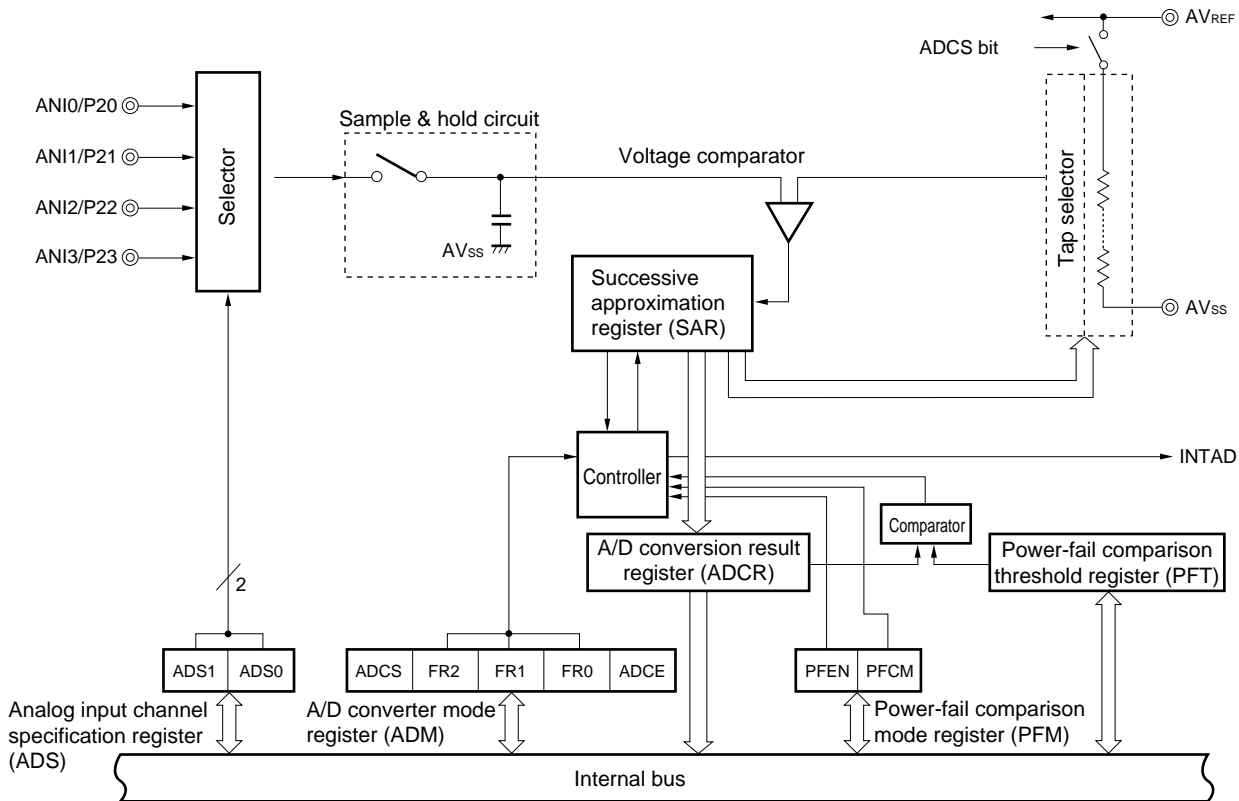 AVREF
ADCS bit
ANI0/P20
ANI1/P21
ANI2/P22
ANI3/P23
Selector
Sample & hold circuit
AVSS
Voltage comparator
Tap selector
AVSS
Successive
approximation
register (SAR)
Controller
INTAD
Comparator
A/D conversion result
register (ADCR)
Power-fail comparison
threshold register (PFT)
2
ADS1 ADS0
ADCS FR2 FR1 FR0 ADCE
PFEN PFCM
Analog input channel
specification register
(ADS)
A/D converter mode
register (ADM)
Power-fail comparison
mode register (PFM)
Internal bus